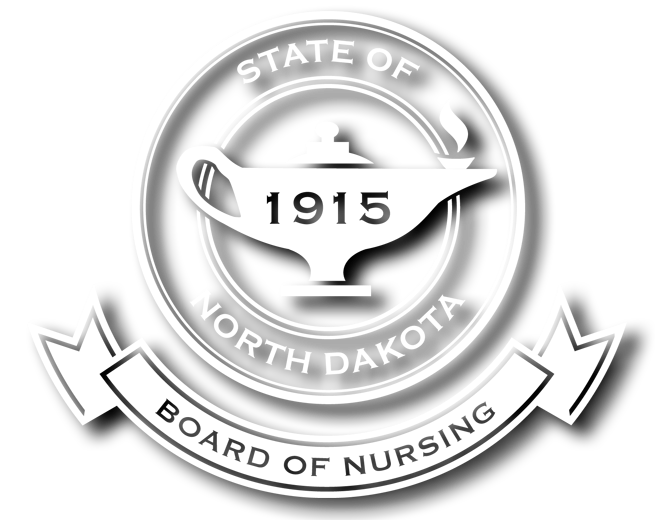 STATE OF
1915
NORTH DAKOTA
BOARD OF NURSING